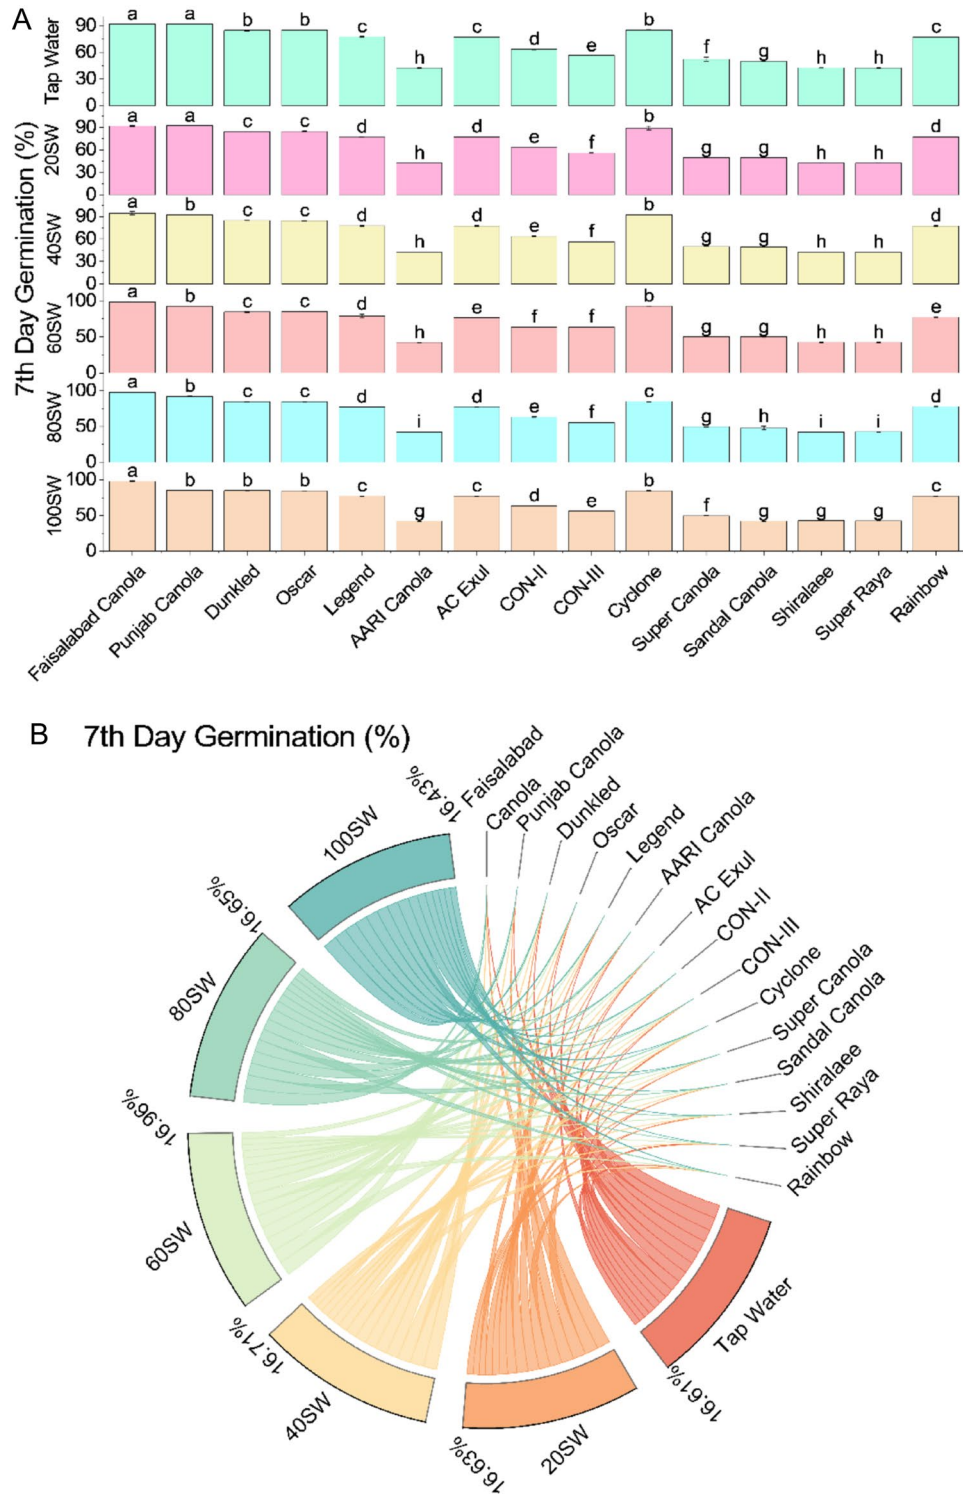 A
7th Day Germination (%)
Tap Water
90
60
30
0
a a b b c h c d e b f g h h c
20SW
90
60
30
0
a a c c d h d e f b g g h h d
40SW
90
60
30
0
a b c c d h d e f b g g h h d
60SW
100
50
0
a b c c d h e f f b g g h h e
80SW
100
50
0
a b c c d i d e f c g h i i d
100SW
100
50
0
a b b b c g c d e b f g g g c
Faisalabad Canola
Punjab Canola
Dunkled
Oscar
Legend
AARI Canola
AC Exul
CON-II
CON-III
Cyclone
Super Canola
Sandal Canola
Shiralaee
Super Raya
Rainbow
B 7th Day Germination (%)
Faisalabad
Canola
Punjab Canola
Dunkled
Oscar
Legend
AARI Canola
AC Exul
CON-II
CON-III
Cyclone
Super Canola
Sandal Canola
Shiralaee
Super Raya
Rainbow
Tap Water
16.61%
20SW
16.63%
40SW
16.71%
60SW
16.96%
80SW
16.65%
100SW
16.43%